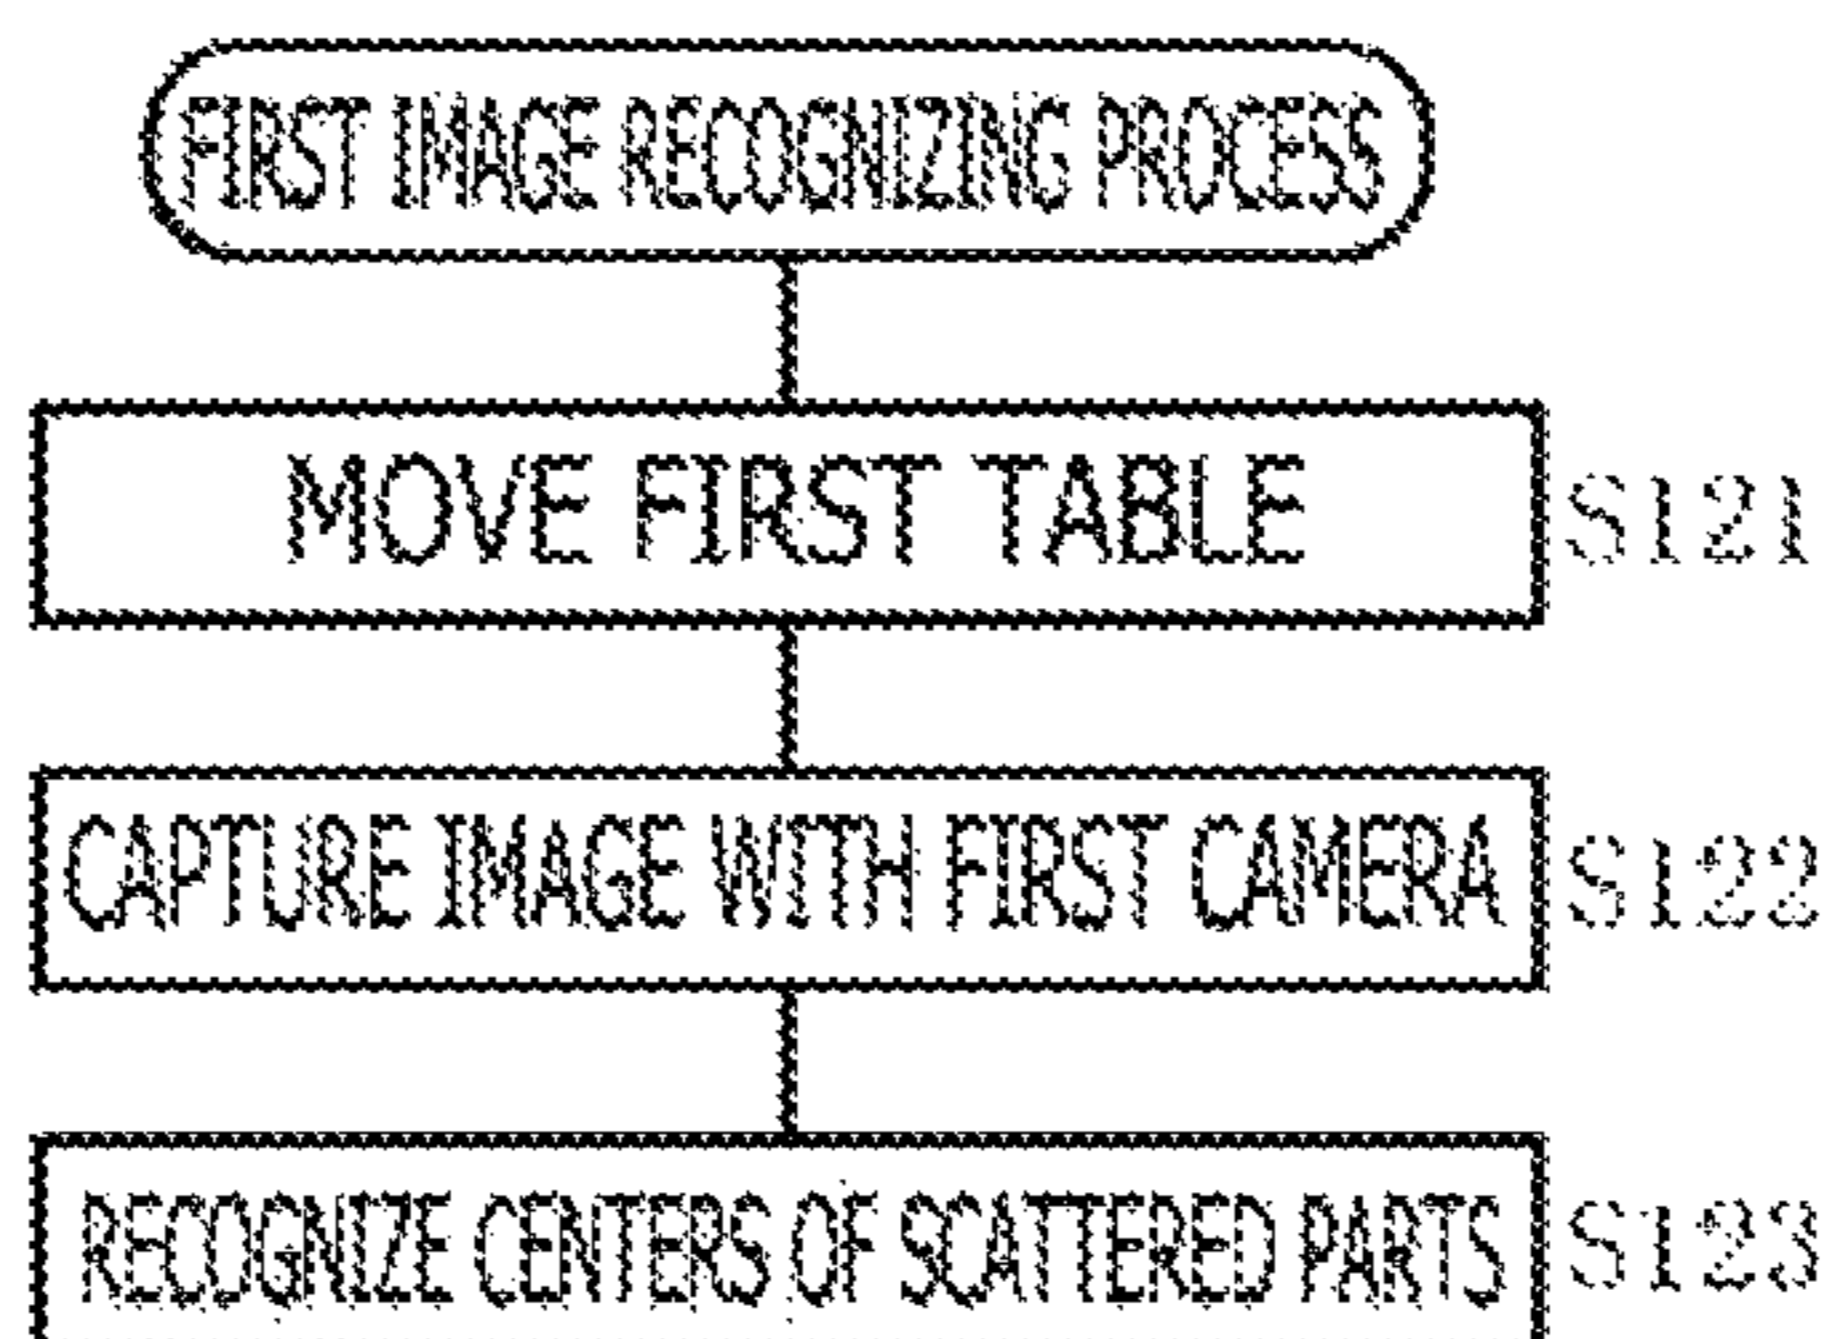 FIRST IMAGE RECOGNIZING PROCESS
MOVE FIRST TABLE S121
CAPTURE IMAGE WITH FIRST CAMERA S122
RECOGNIZE CENTERS OF SCATTERED PARTS S123